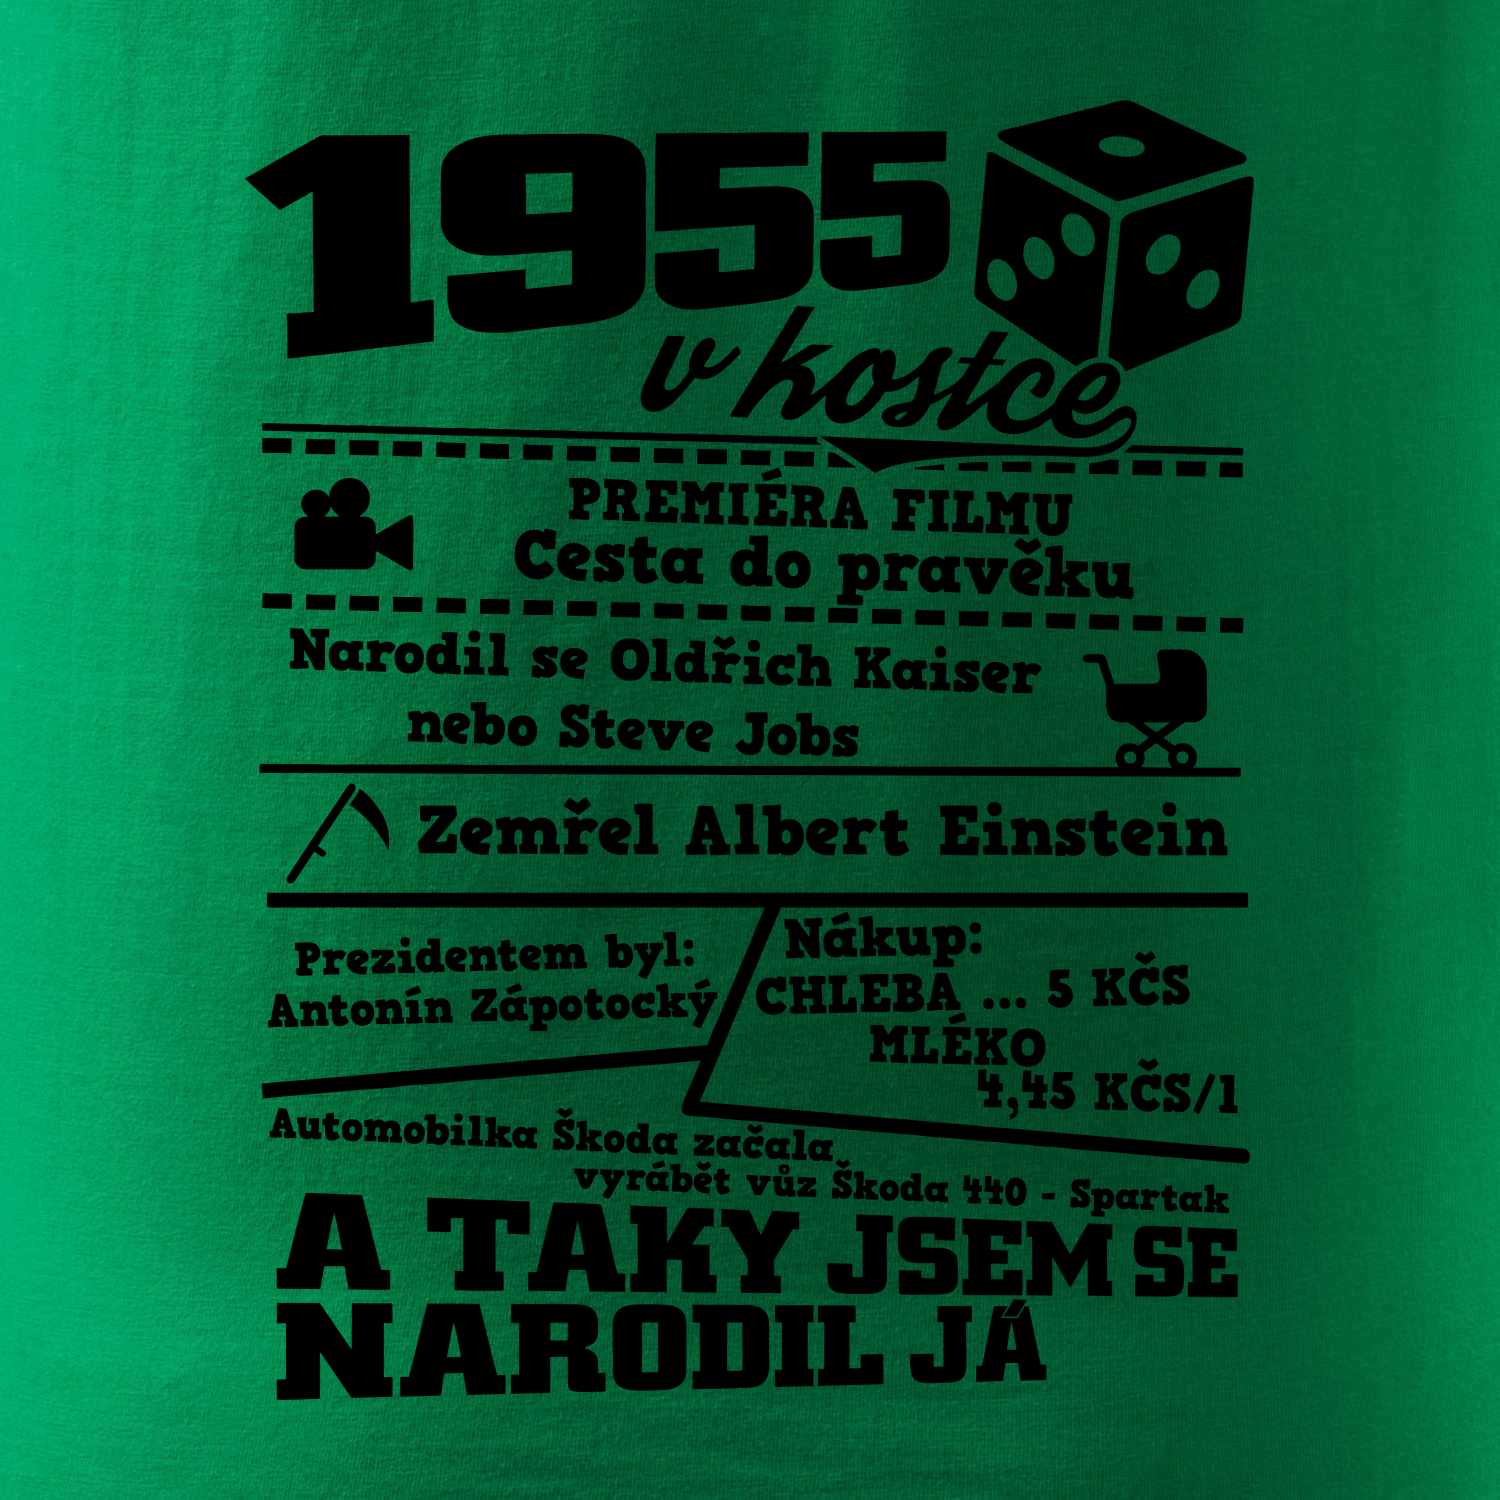 1955
v kostce
PREMIÉRA FILMU
Cesta do pravěku
Narodil se Oldřich Kaiser
nebo Steve Jobs
Zemřel Albert Einstein
Prezidentem byl:
Antonín Zápotocký
Nákup:
CHLEBA ... 5 KČS
MLÉKO
4,45 KČS/l
Automobilka Škoda začala
vyrábět vůz Škoda 440 - Spartak
A TAKY JSEM SE
NARODIL JÁ